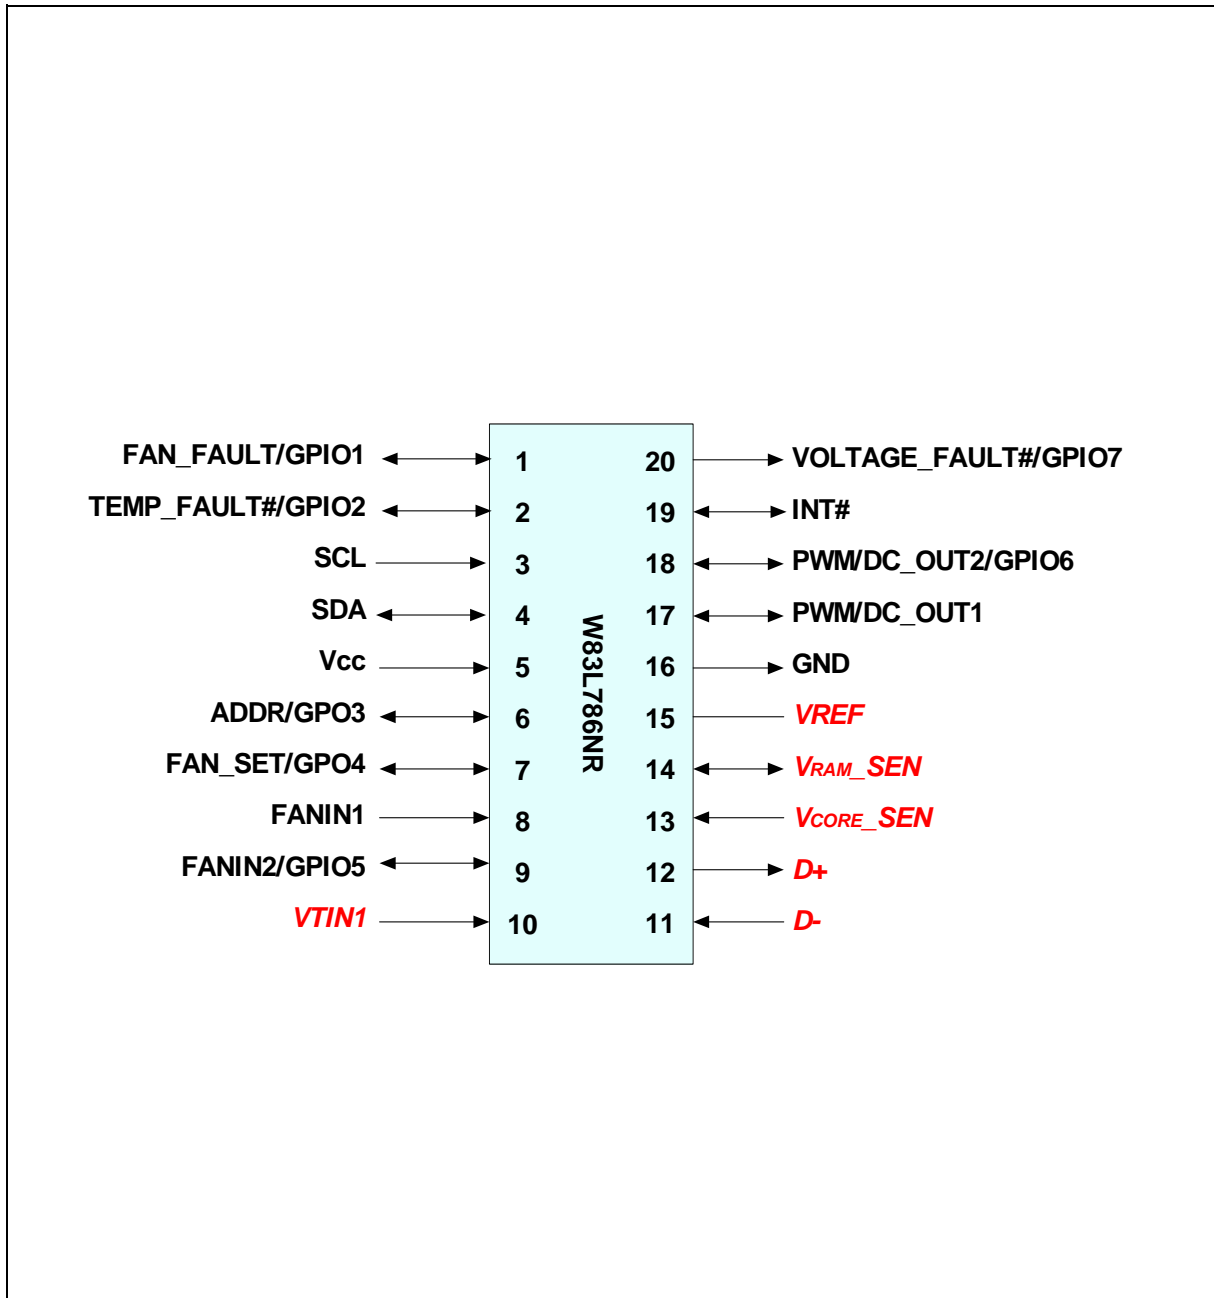 FAN_FAULT/GPIO1 1 20 VOLTAGE_FAULT#/GPIO7
TEMP_FAULT#/GPIO2 2 19 INT#
SCL 3 18 PWM/DC_OUT2/GPIO6
SDA 4 17 PWM/DC_OUT1
Vcc 5 16 GND
ADDR/GPO3 6 15 VREF
FAN_SET/GPO4 7 14 VRAM_SEN
FANIN1 8 13 VCORE_SEN
FANIN2/GPIO5 9 12 D+
VTIN1 10 11 D-
W83L786NR